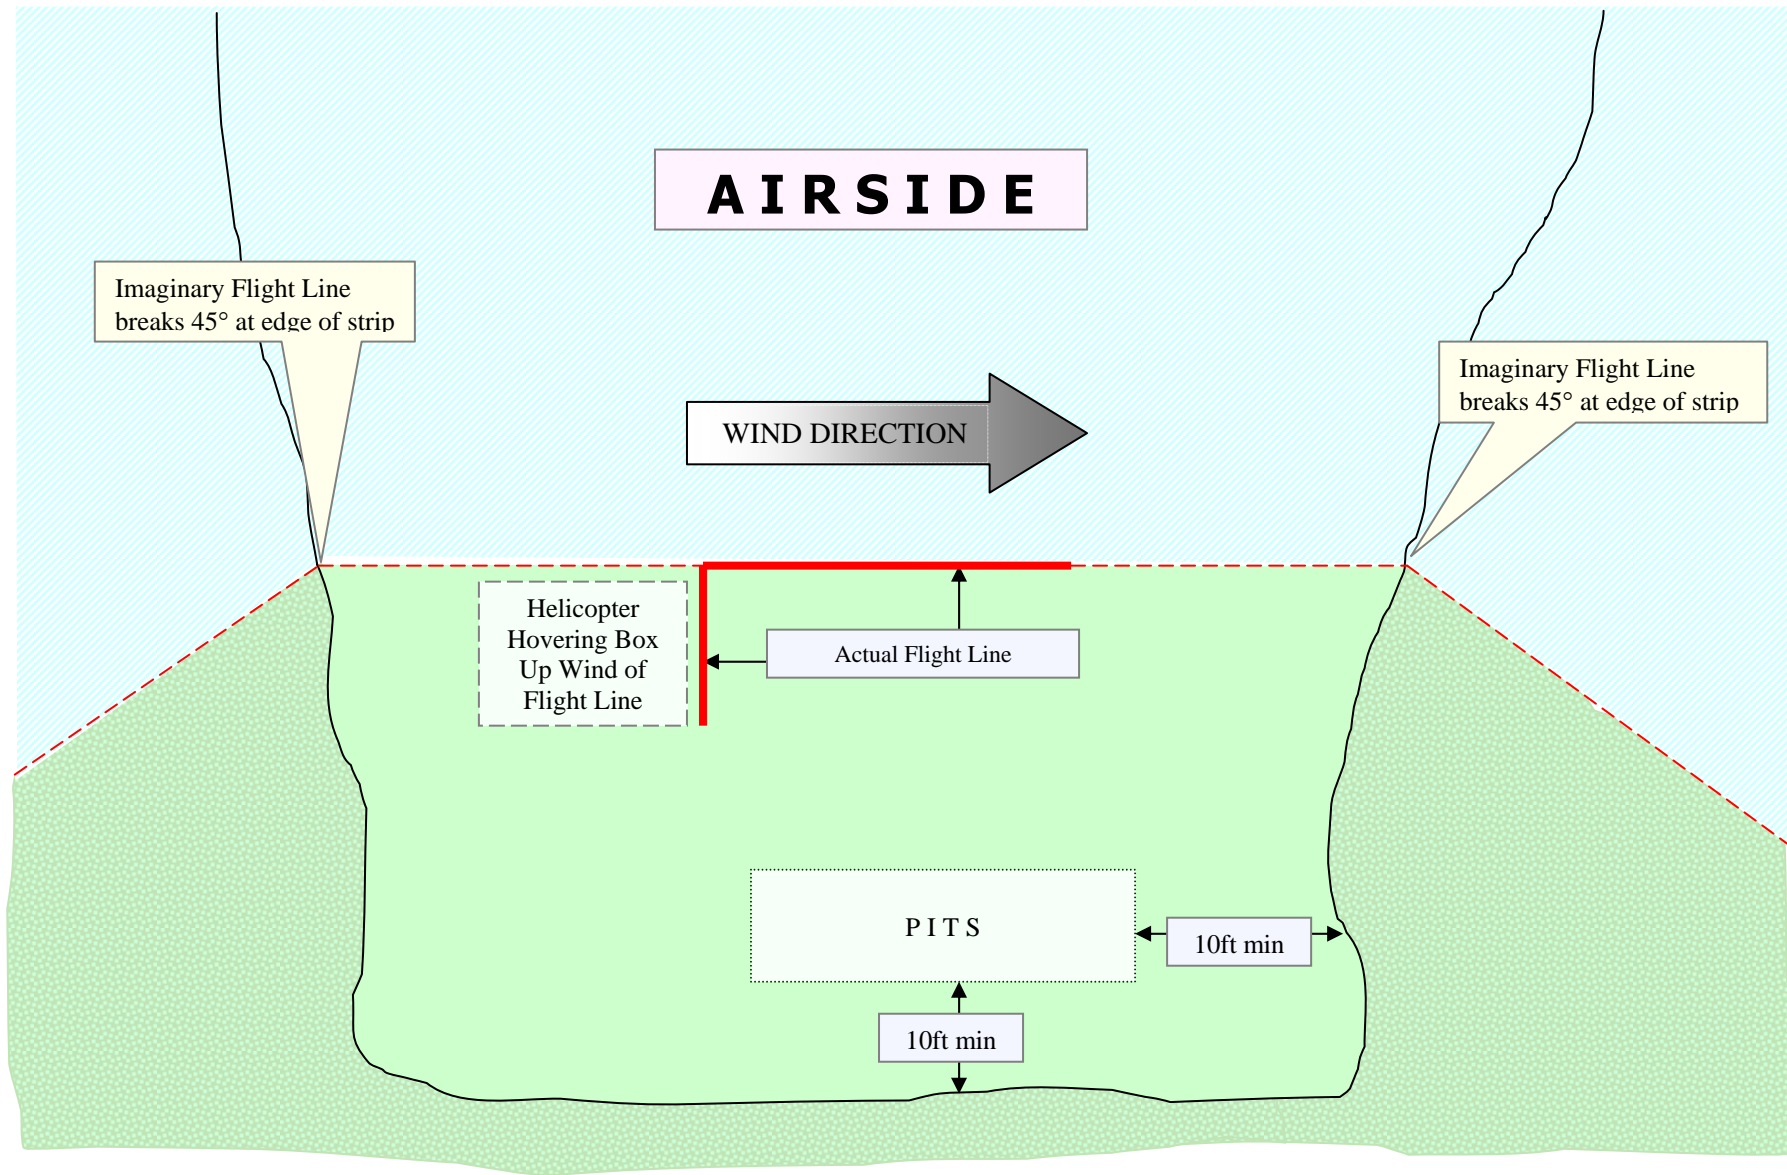 AIRSIDE
Imaginary Flight Line
breaks 45° at edge of strip
Imaginary Flight Line
breaks 45° at edge of strip
WIND DIRECTION
Helicopter
Hovering Box
Up Wind of
Flight Line
Actual Flight Line
PITS
10ft min
10ft min